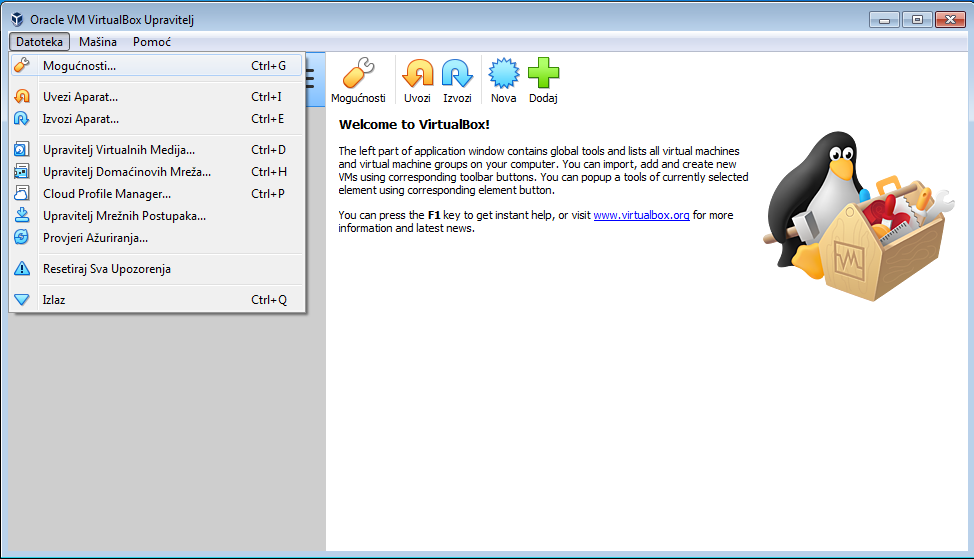 Oracle VM VirtualBox Upravitelj
Datoteka Mašina Pomoć
Mogućnosti... Ctrl+G
Uvezi Aparat... Ctrl+I
Izvozi Aparat... Ctrl+E
Upravitelj Virtualnih Medija... Ctrl+D
Upravitelj Domaćinovih Mreža... Ctrl+H
Cloud Profile Manager... Ctrl+P
Upravitelj Mrežnih Postupaka...
Provjeri Ažuriranja...
Resetiraj Sva Upozorenja
Izlaz Ctrl+Q
Mogućnosti Uvozi Izvozi Nova Dodaj
Welcome to VirtualBox!
The left part of application window contains global tools and lists all virtual machines
and virtual machine groups on your computer. You can import, add and create new
VMs using corresponding toolbar buttons. You can popup a tools of currently selected
element using corresponding element button.
You can press the F1 key to get instant help, or visit www.virtualbox.org for more
information and latest news.
VM